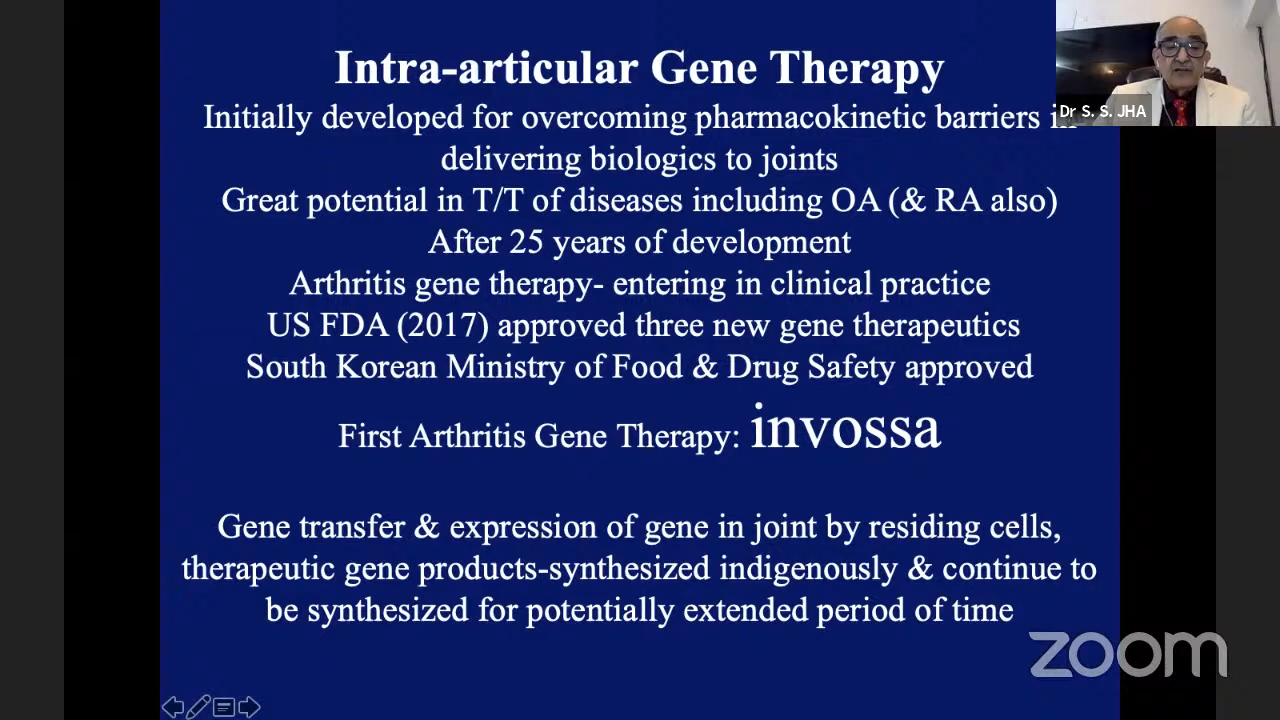 Intra-articular Gene Therapy
Initially developed for overcoming pharmacokinetic barriers in
delivering biologics to joints
Great potential in T/T of diseases including OA (& RA also)
After 25 years of development
Arthritis gene therapy- entering in clinical practice
US FDA (2017) approved three new gene therapeutics
South Korean Ministry of Food & Drug Safety approved
First Arthritis Gene Therapy: invossa
Gene transfer & expression of gene in joint by residing cells,
therapeutic gene products-synthesized indigenously & continue to
be synthesized for potentially extended period of time
Dr S. S. JHA
zoom